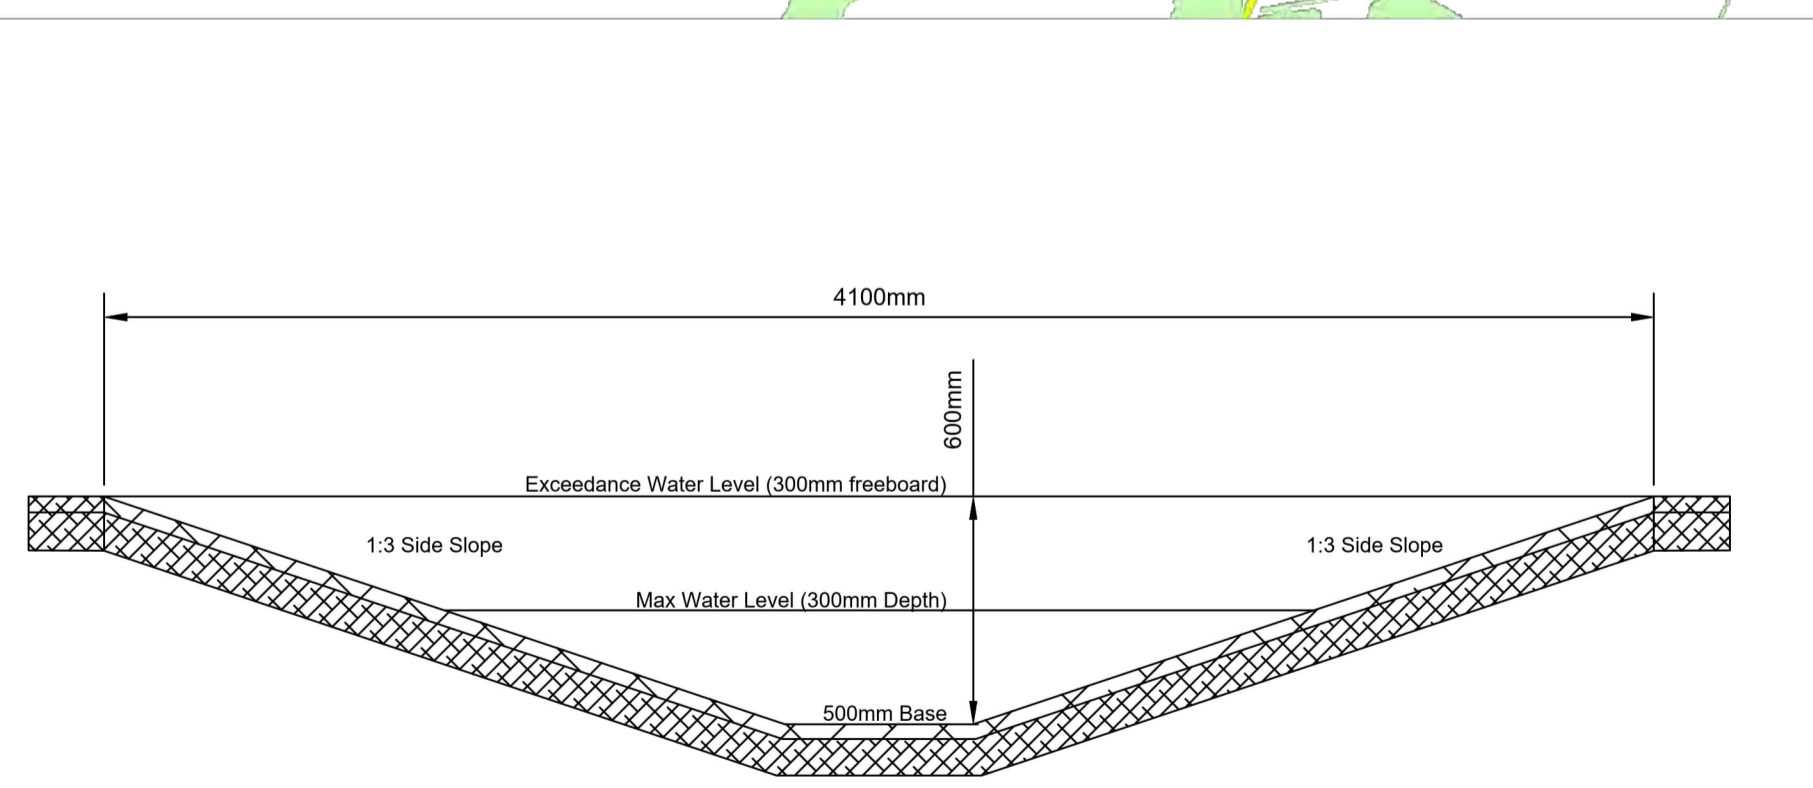 4100mm
600mm
Exceedance Water Level (300mm freeboard)
1:3 Side Slope
1:3 Side Slope
Max Water Level (300mm Depth)
500mm Base